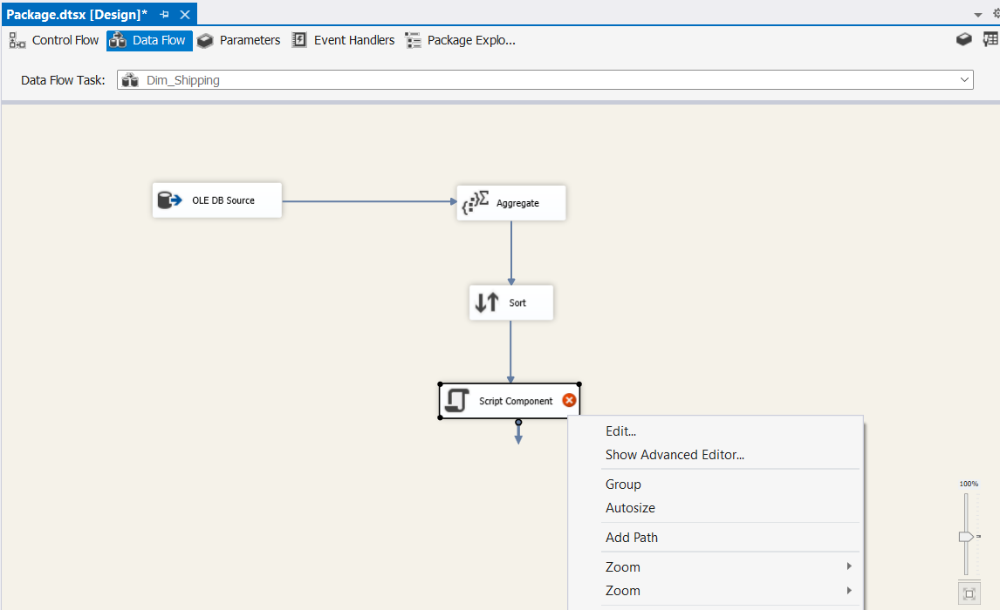 Package.dtsx [Design]*
Control Flow Data Flow Parameters Event Handlers Package Explo...
Data Flow Task: Dim_Shipping
OLE DB Source
Aggregate
Sort
Script Component
Edit...
Show Advanced Editor...
Group
Autosize
Add Path
Zoom
Zoom
100%